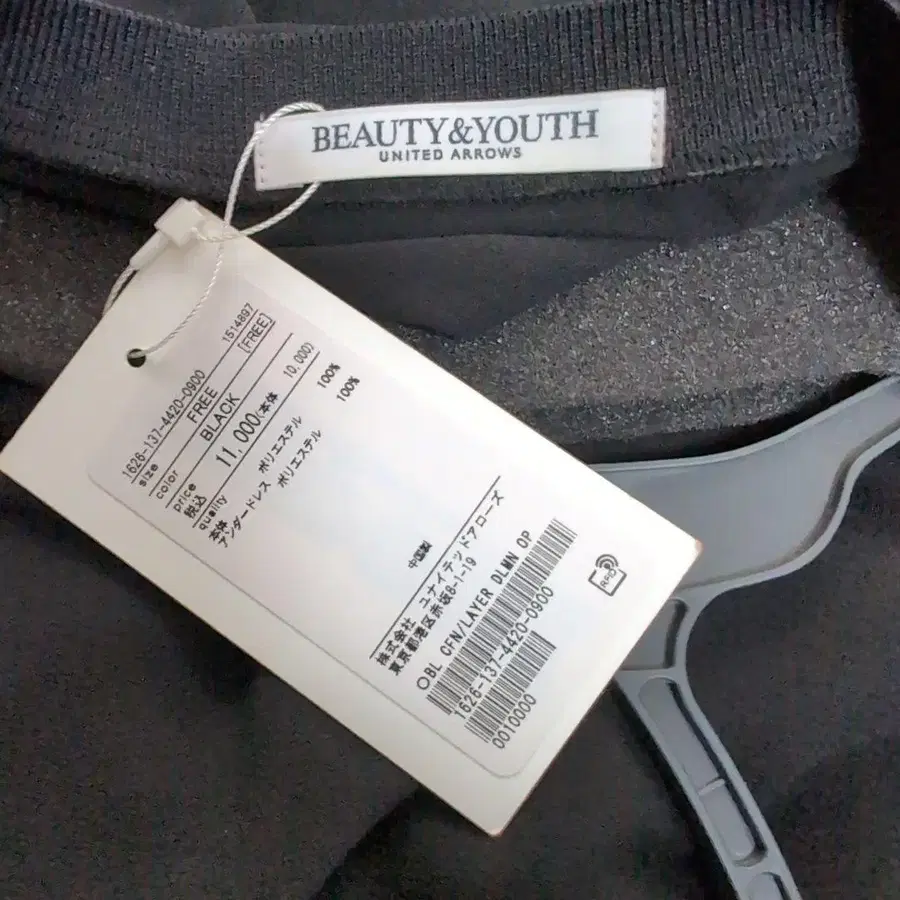 BEAUTY&YOUTH
UNITED ARROWS
1626-137-4420-0900 1514897
size FREE [FREE]
color BLACK
price 11,000(本体 10,000)
税込
quality
本体 ポリエステル 100%
アンダードレス ポリエステル 100%
中国製
株式会社 ユナイテッドアローズ
東京都港区赤坂8-1-19
OBL CFN/LAYER DLMN OP
1626-137-4420-0900
0010000
RFID